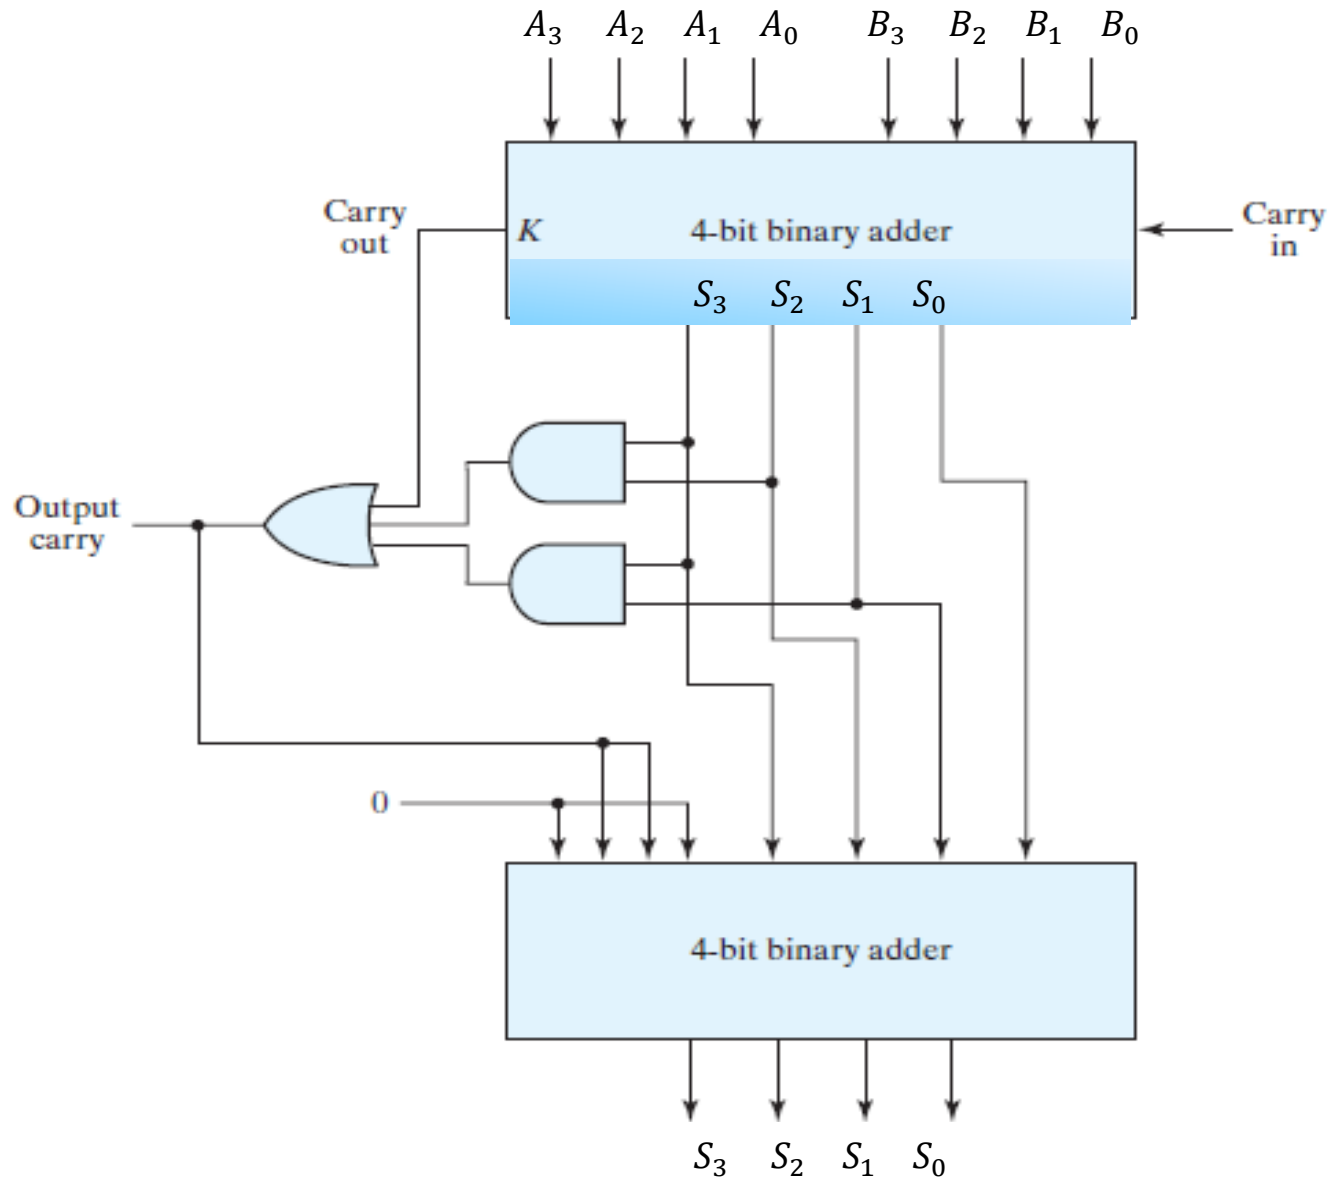 A₃ A₂ A₁ A₀ B₃ B₂ B₁ B₀
Carry
out
K
4-bit binary adder
Carry
in
S₃ S₂ S₁ S₀
Output
carry
0
4-bit binary adder
S₃ S₂ S₁ S₀